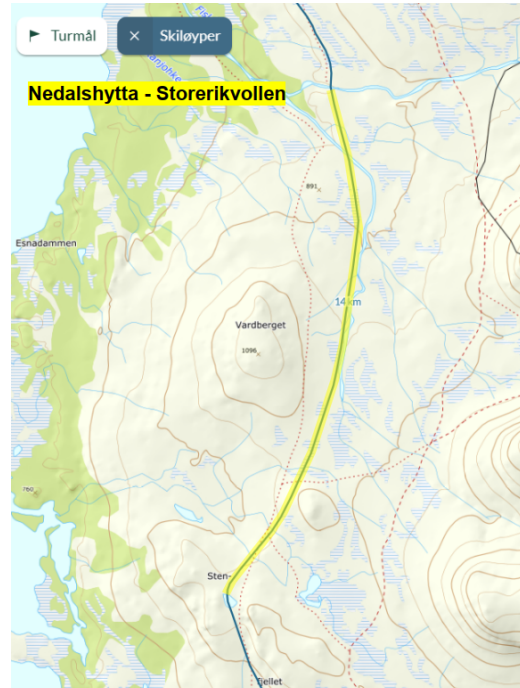 Turmål
Skiløyper
Nedalshytta - Storerikvollen
891
Esnadammen
14 km
Vardberget
1096
760
Sten-
fjellet